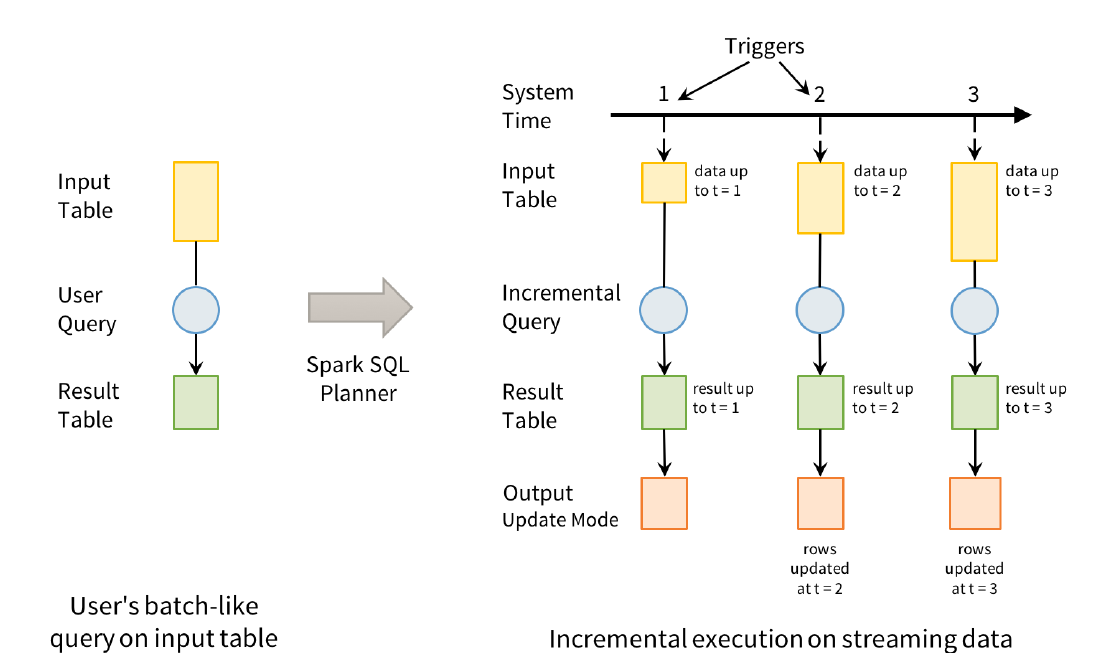 Triggers
System
Time
1
2
3
Input
Table
Input
Table
data up
to t = 1
data up
to t = 2
data up
to t = 3
User
Query
Spark SQL
Planner
Incremental
Query
Result
Table
Result
Table
result up
to t = 1
result up
to t = 2
result up
to t = 3
Output
Update Mode
rows
updated
at t = 2
rows
updated
at t = 3
User's batch-like
query on input table
Incremental execution on streaming data